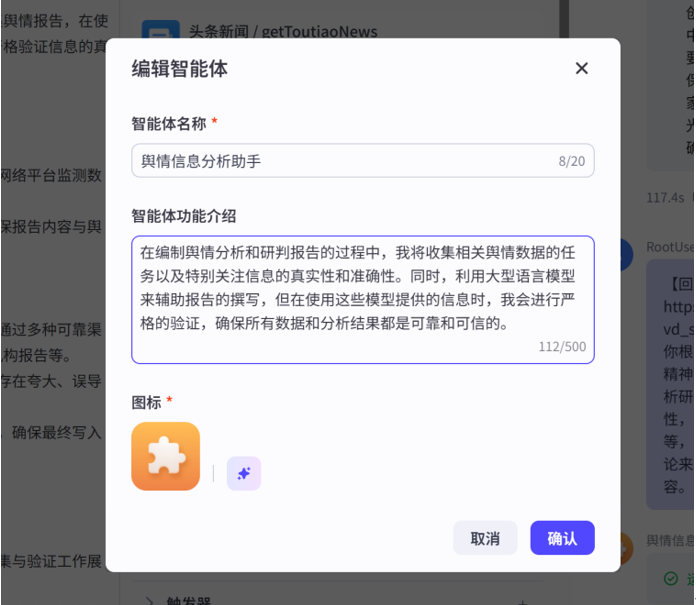 舆情报告，在使
格验证信息的真
头条新闻 / getToutiaoNews
编辑智能体
智能体名称 *
舆情信息分析助手
8/20
智能体功能介绍
在编制舆情分析和研判报告的过程中，我将收集相关舆情数据的任
务以及特别关注信息的真实性和准确性。同时，利用大型语言模型
来辅助报告的撰写，但在使用这些模型提供的信息时，我会进行严
格的验证，确保所有数据和分析结果都是可靠和可信的。
112/500
图标 *
取消
确认
网络平台监测数
保报告内容与舆
通过多种可靠渠
构报告等。
存在夸大、误导
，确保最终写入
集与验证工作展
触发器
中
要
保
家
光
确
117.4s
RootUse
【回
http
vd_s
你根
精神
析研
性，
等，
论来
容。
舆情信息